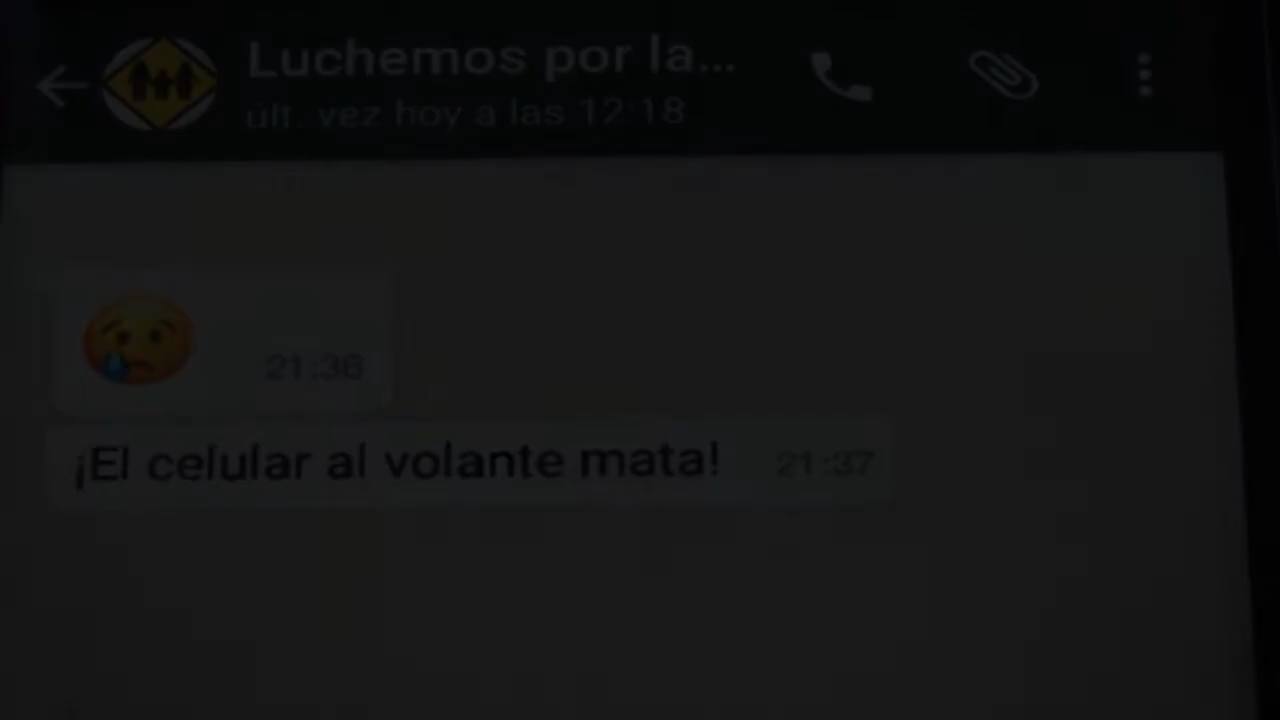 Luchemos por la...
últ. vez hoy a las 12:18
21:36
¡El celular al volante mata! 21:37